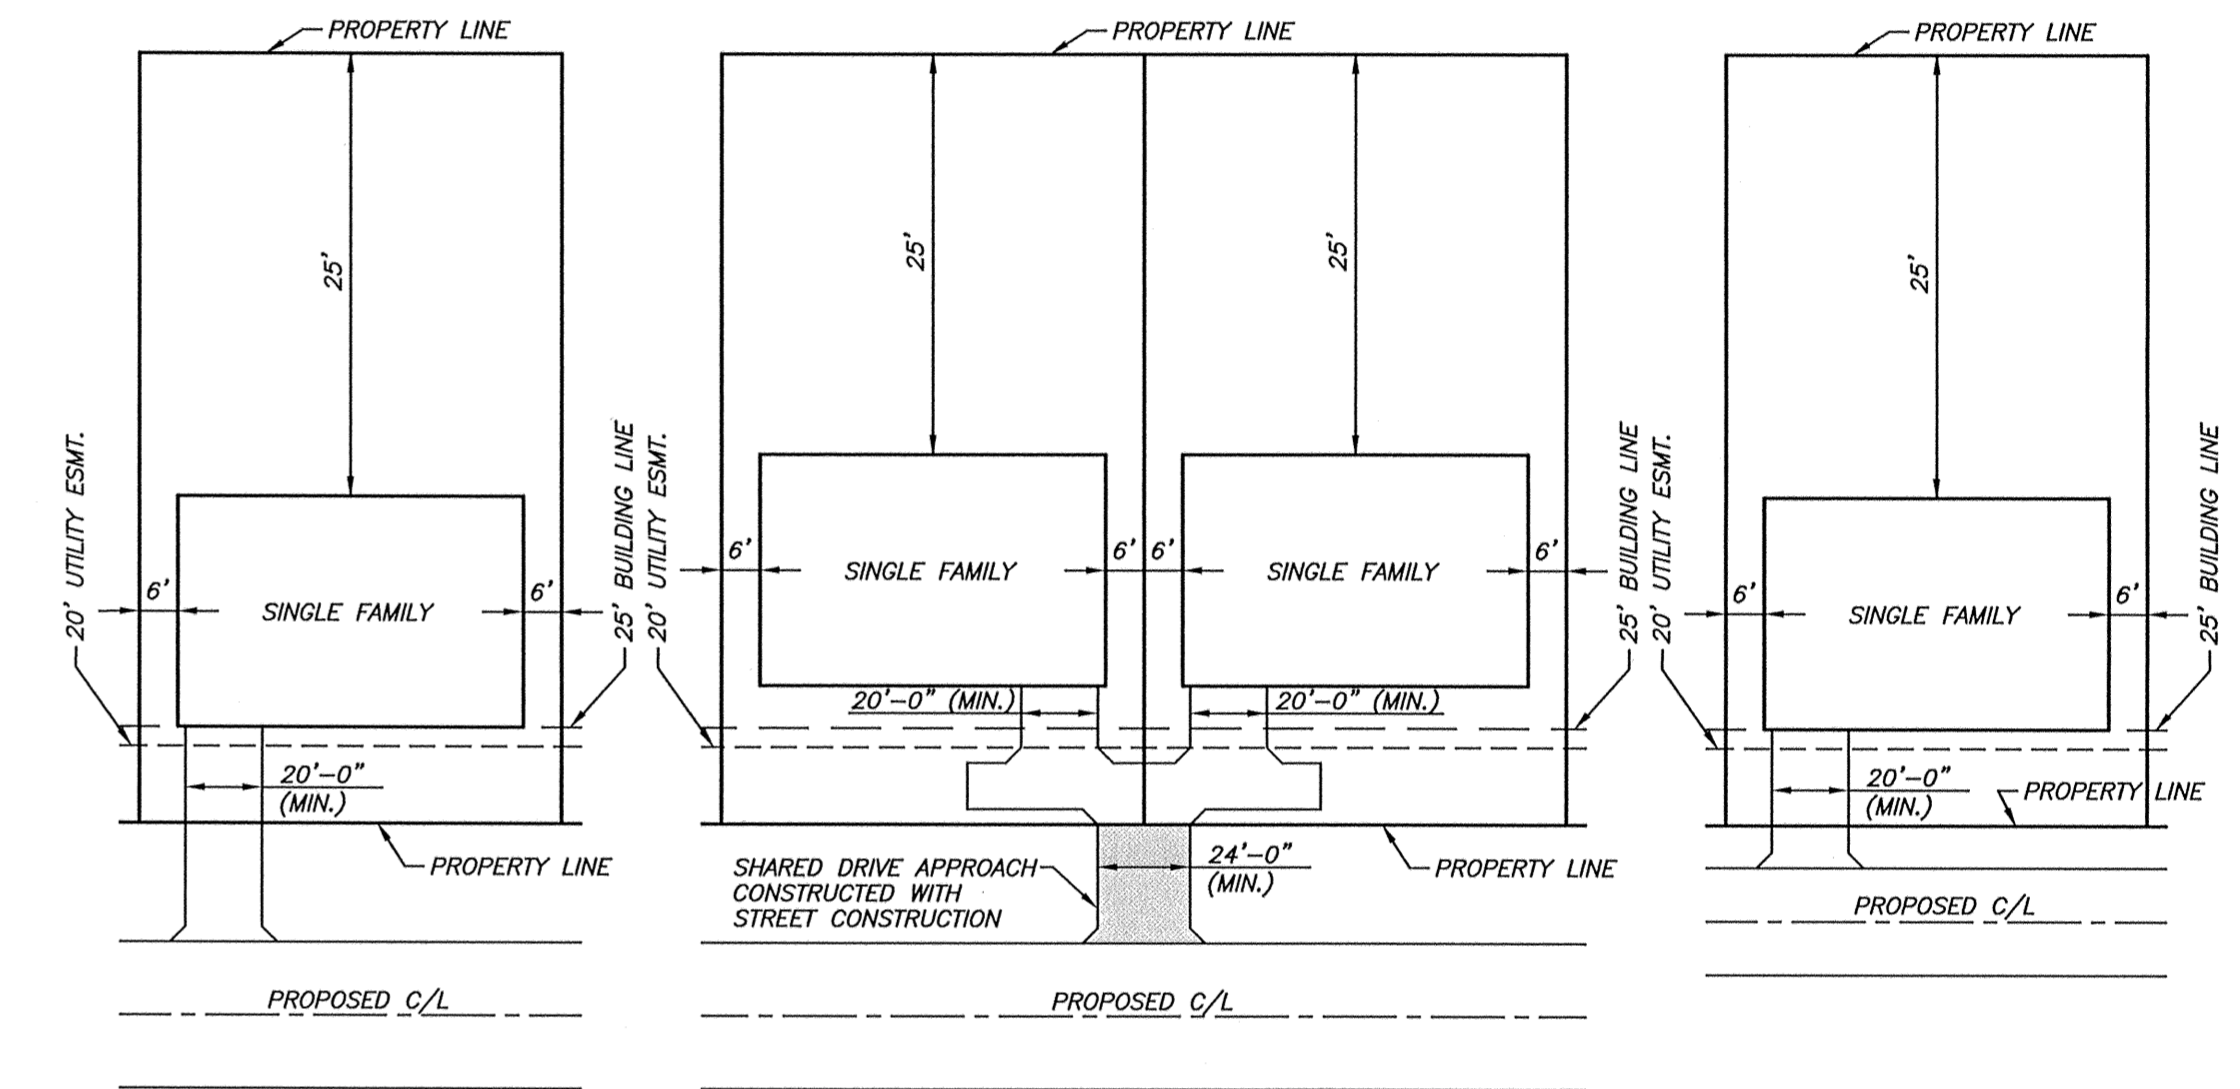 PROPERTY LINE
25'
20' UTILITY ESMT.
6'
SINGLE FAMILY
6'
25' BUILDING LINE
20'-0"
(MIN.)
PROPERTY LINE
PROPOSED C/L
PROPERTY LINE
25'
25'
20' UTILITY ESMT.
6'
SINGLE FAMILY
6'
6'
SINGLE FAMILY
6'
25' BUILDING LINE
20'-0" (MIN.)
20'-0" (MIN.)
SHARED DRIVE APPROACH
CONSTRUCTED WITH
STREET CONSTRUCTION
24'-0"
(MIN.)
PROPERTY LINE
PROPOSED C/L
PROPERTY LINE
25'
20' UTILITY ESMT.
6'
SINGLE FAMILY
6'
25' BUILDING LINE
20'-0"
(MIN.)
PROPERTY LINE
PROPOSED C/L